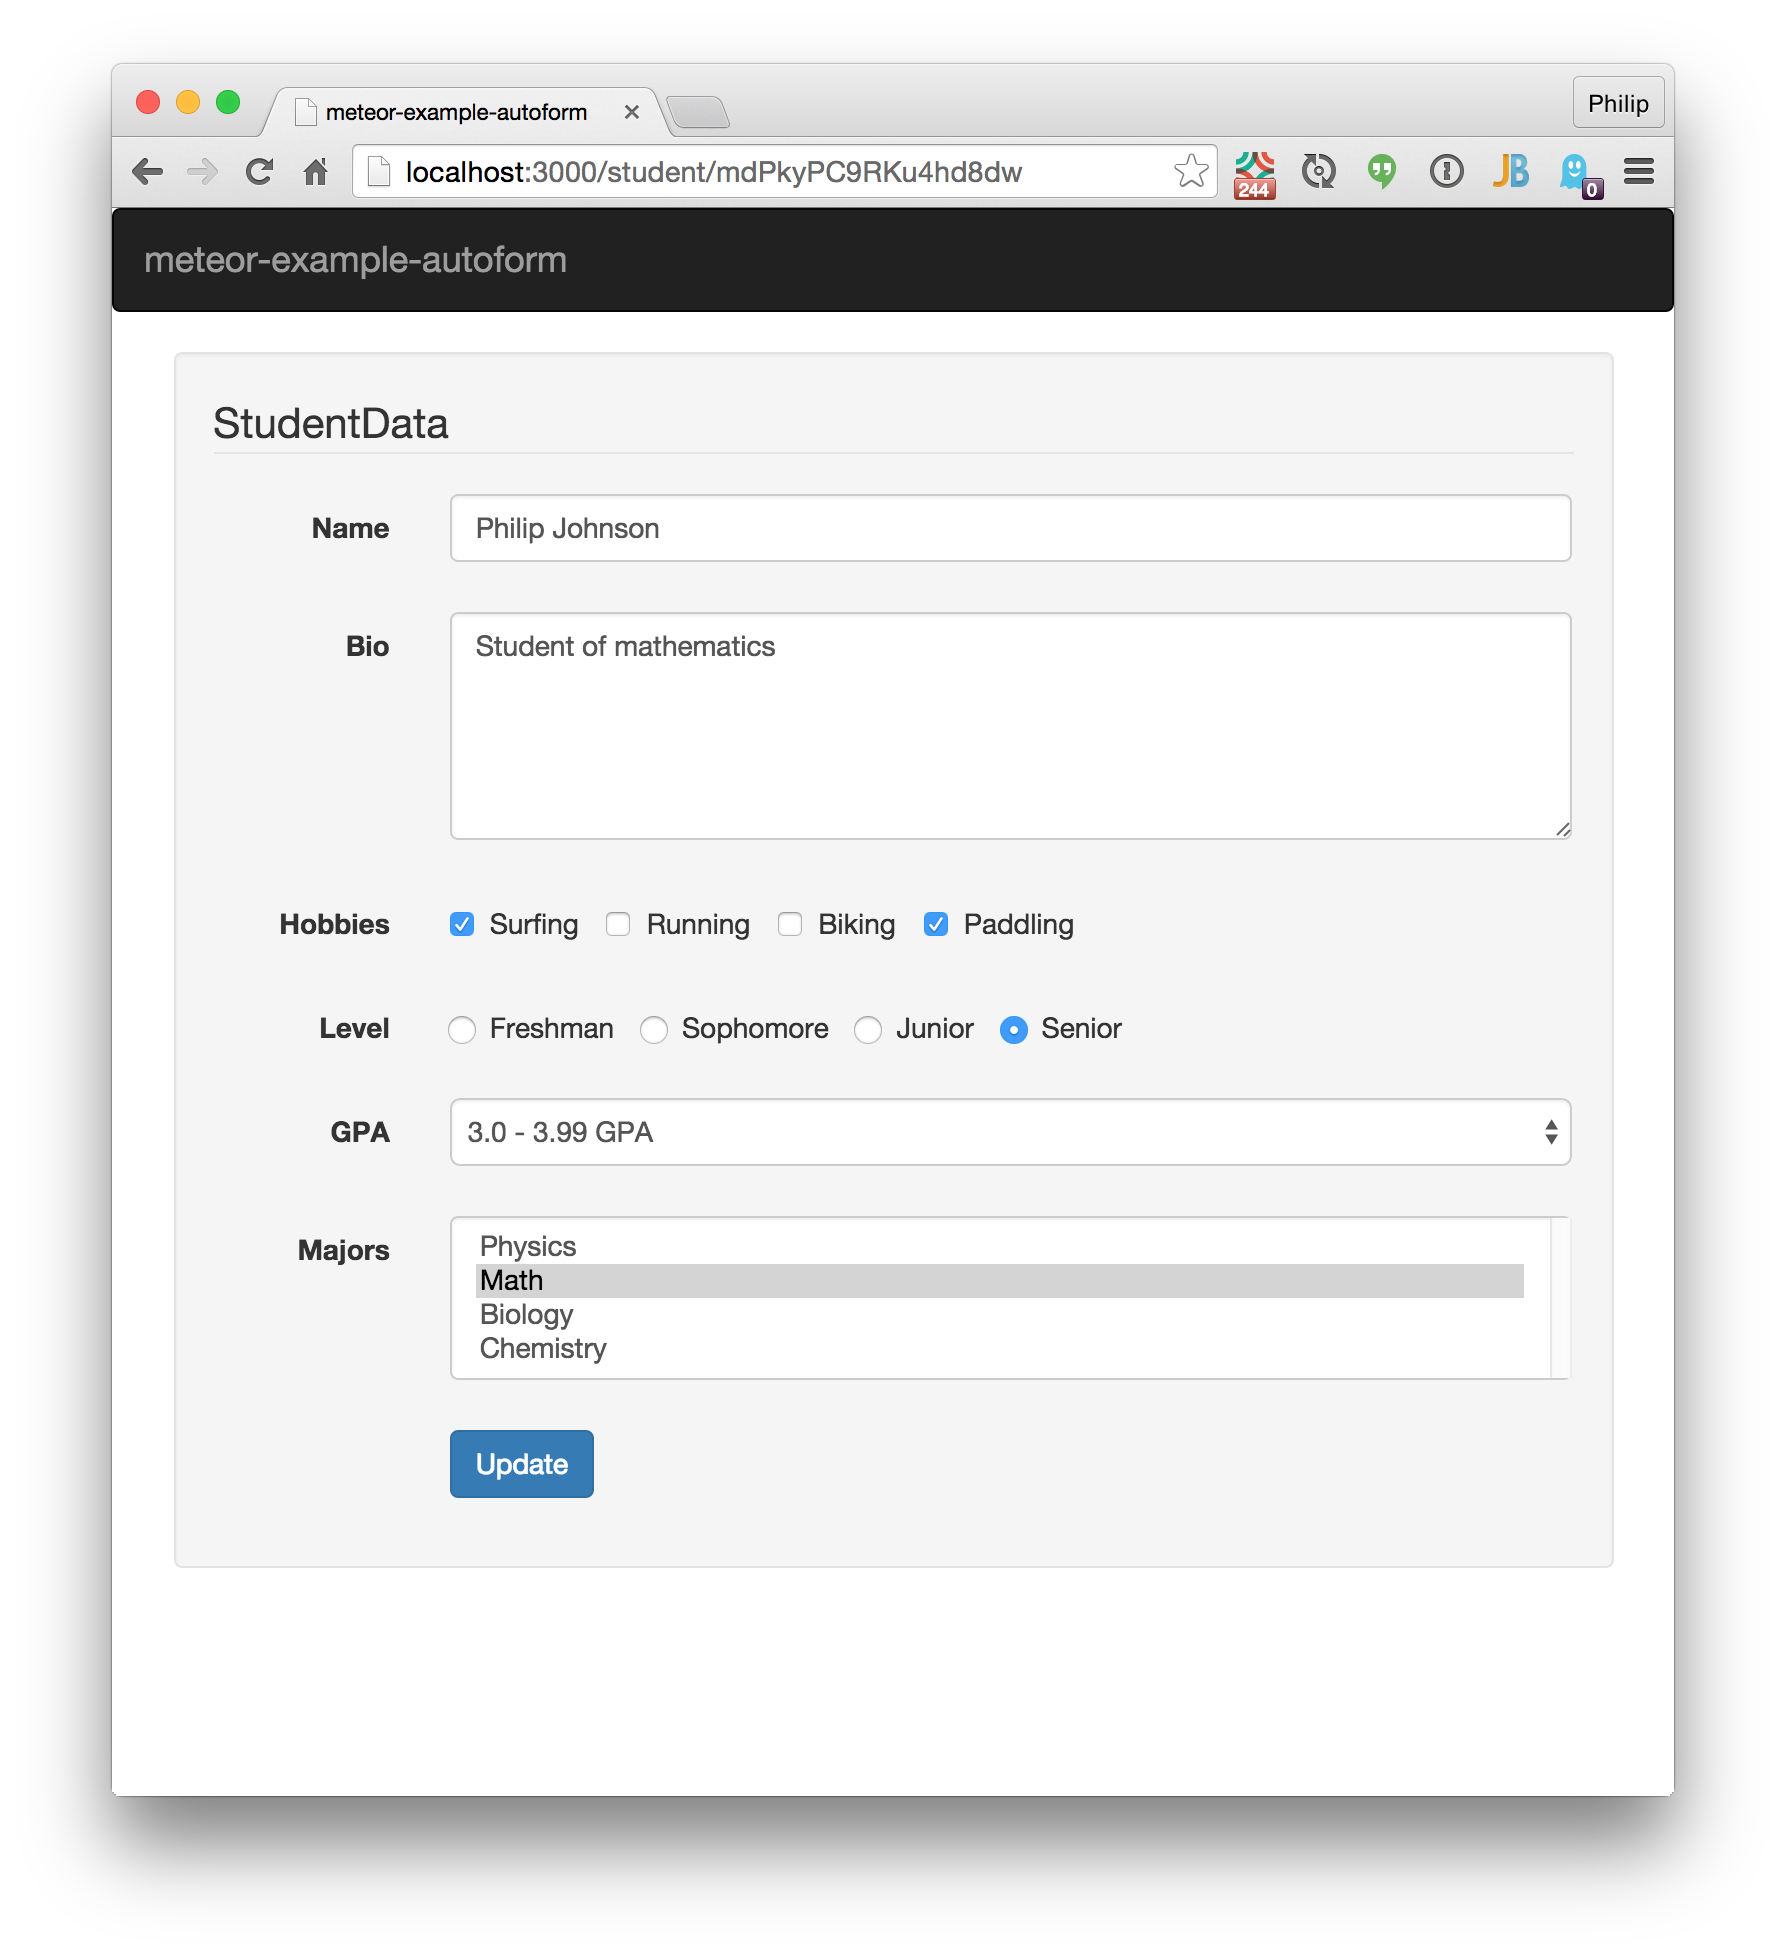 meteor-example-autoform
Philip
localhost:3000/student/mdPkyPC9RKu4hd8dw
244
JB
0
meteor-example-autoform
StudentData
Name Philip Johnson
Bio Student of mathematics
Hobbies Surfing Running Biking Paddling
Level Freshman Sophomore Junior Senior
GPA 3.0 - 3.99 GPA
Majors Physics
Math
Biology
Chemistry
Update